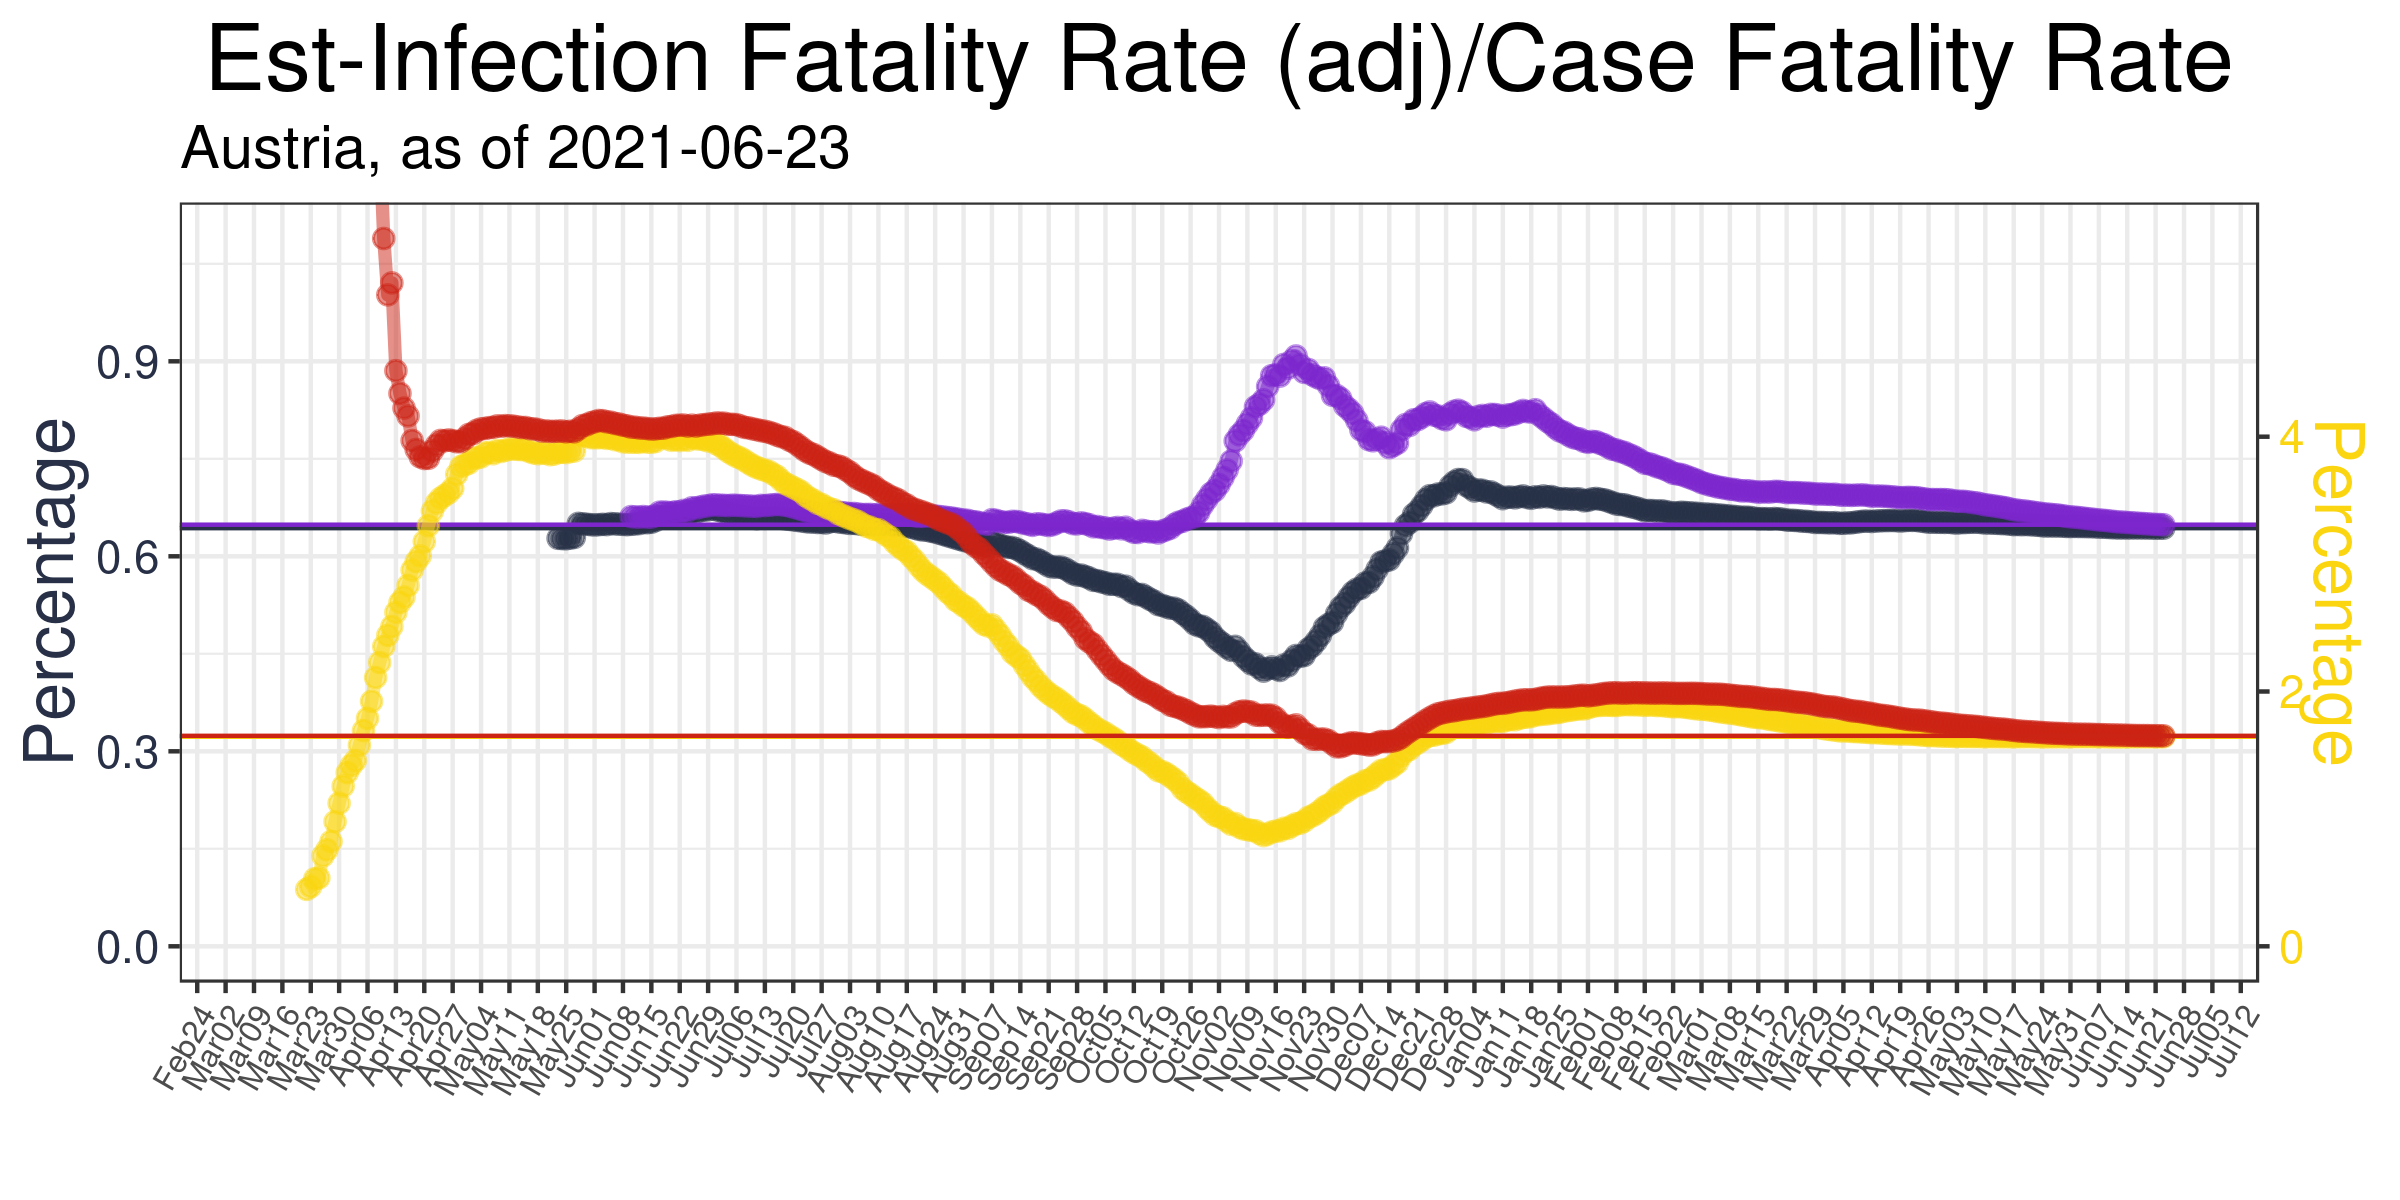 Est-Infection Fatality Rate (adj)/Case Fatality Rate
Austria, as of 2021-06-23
Percentage
0.9
0.6
0.3
0.0
4
2
0
Percentage
Feb24
Mar02
Mar09
Mar16
Mar23
Mar30
Apr06
Apr13
Apr20
Apr27
May04
May11
May18
May25
Jun01
Jun08
Jun15
Jun22
Jun29
Jul06
Jul13
Jul20
Jul27
Aug03
Aug10
Aug17
Aug24
Aug31
Sep07
Sep14
Sep21
Sep28
Oct05
Oct12
Oct19
Oct26
Nov02
Nov09
Nov16
Nov23
Nov30
Dec07
Dec14
Dec21
Dec28
Jan04
Jan11
Jan18
Jan25
Feb01
Feb08
Feb15
Feb22
Mar01
Mar08
Mar15
Mar22
Mar29
Apr05
Apr12
Apr19
Apr26
May03
May10
May17
May24
May31
Jun07
Jun14
Jun21
Jun28
Jul05
Jul12